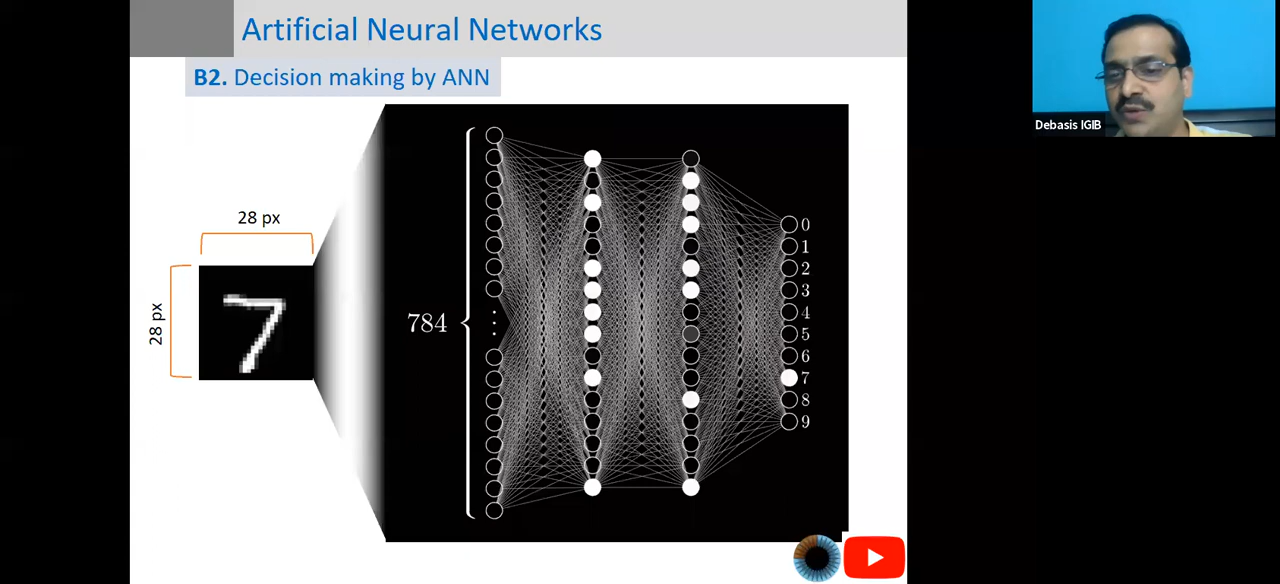 Artificial Neural Networks
B2. Decision making by ANN
Debasis IGIB
28 px
28 px
7
784
0
1
2
3
4
5
6
7
8
9